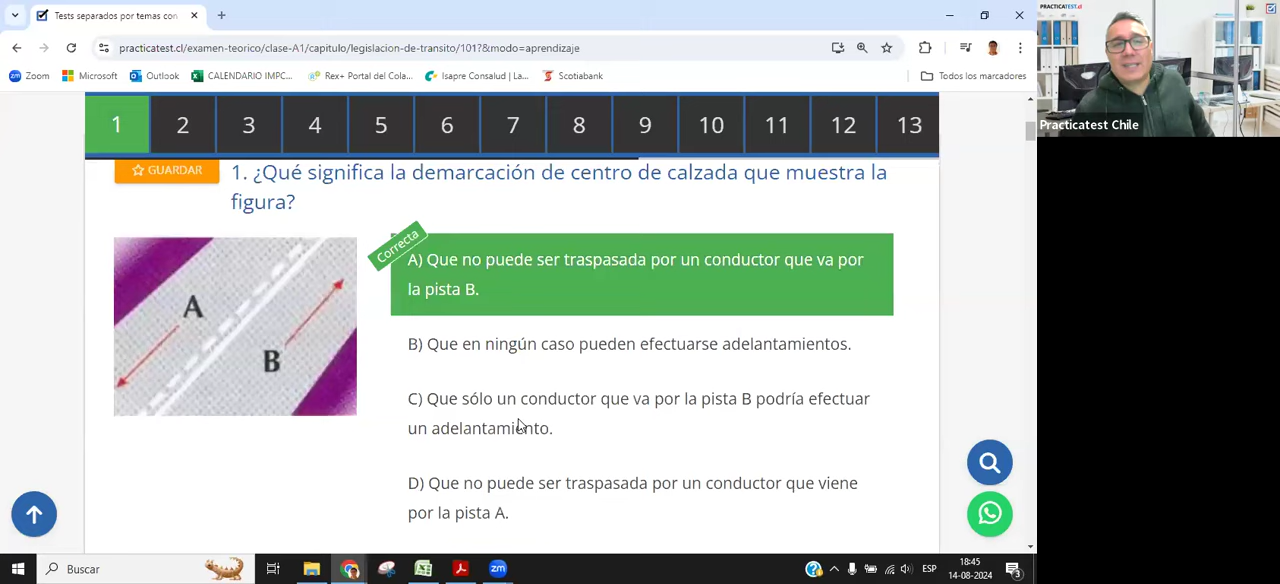 Tests separados por temas con
practicatest.cl/examen-teorico/clase-A1/capitulo/legislacion-de-transito/101?&modo=aprendizaje
Zoom
Microsoft
Outlook
CALENDARIO IMPC...
Rex+ Portal del Cola...
Isapre Consalud | La...
Scotiabank
Todos los marcadores
PRACTICATEST.cl
Practicatest Chile
1 2 3 4 5 6 7 8 9 10 11 12 13
GUARDAR
1. ¿Qué significa la demarcación de centro de calzada que muestra la
figura?
A
B
Correcta
A) Que no puede ser traspasada por un conductor que va por
la pista B.
B) Que en ningún caso pueden efectuarse adelantamientos.
C) Que sólo un conductor que va por la pista B podría efectuar
un adelantamiento.
D) Que no puede ser traspasada por un conductor que viene
por la pista A.
Buscar
zm
ESP
18:45
14-08-2024
3